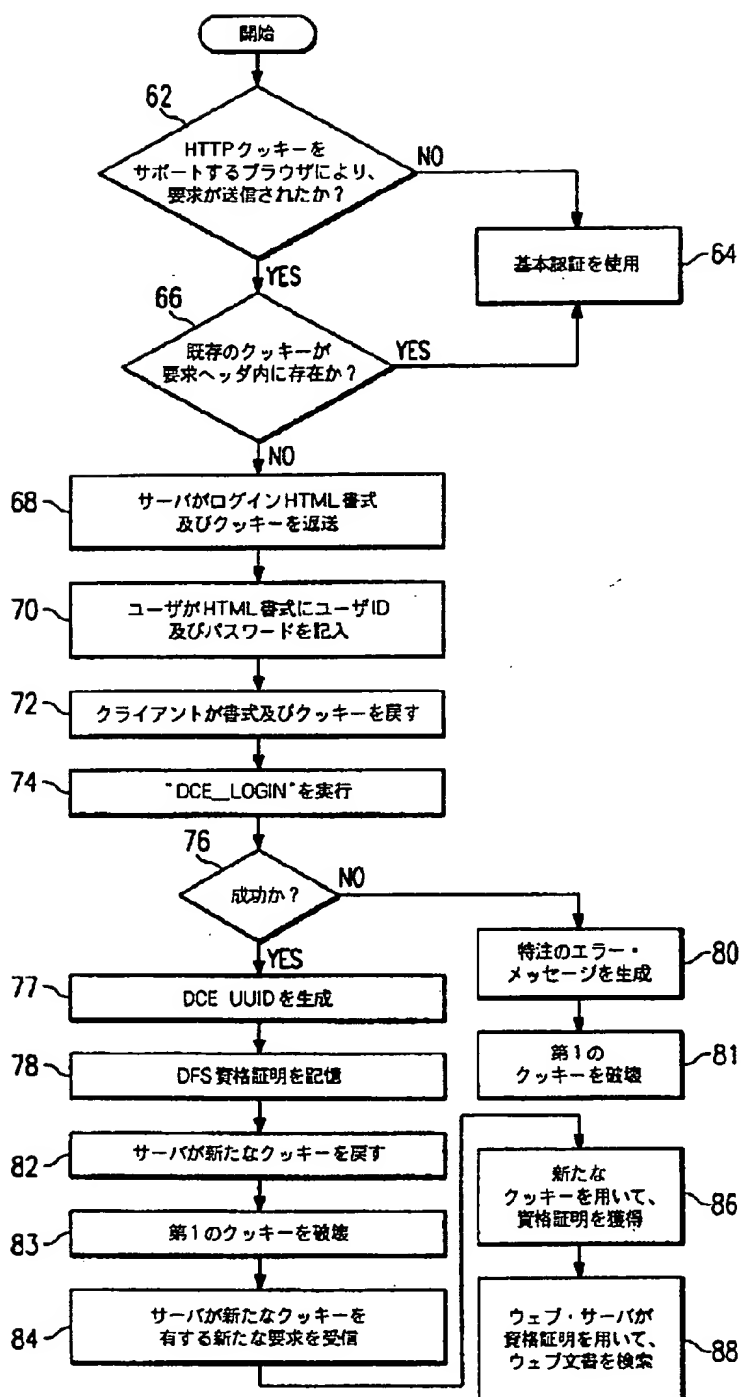 開始
62
HTTPクッキーを
サポートするブラウザにより、
要求が送信されたか？
NO
YES
基本認証を使用
64
66
既存のクッキーが
要求ヘッダ内に存在か？
YES
NO
68
サーバがログインHTML書式
及びクッキーを返送
70
ユーザがHTML書式にユーザID
及びパスワードを記入
72
クライアントが書式及びクッキーを戻す
74
"DCE_LOGIN"を実行
76
成功か？
NO
YES
特注のエラー・
メッセージを生成
80
第1の
クッキーを破壊
81
77
DCE UUIDを生成
78
DFS資格証明を記憶
82
サーバが新たなクッキーを戻す
83
第1のクッキーを破壊
84
サーバが新たなクッキーを
有する新たな要求を受信
新たな
クッキーを用いて、
資格証明を獲得
86
ウェブ・サーバが
資格証明を用いて、
ウェブ文書を検索
88